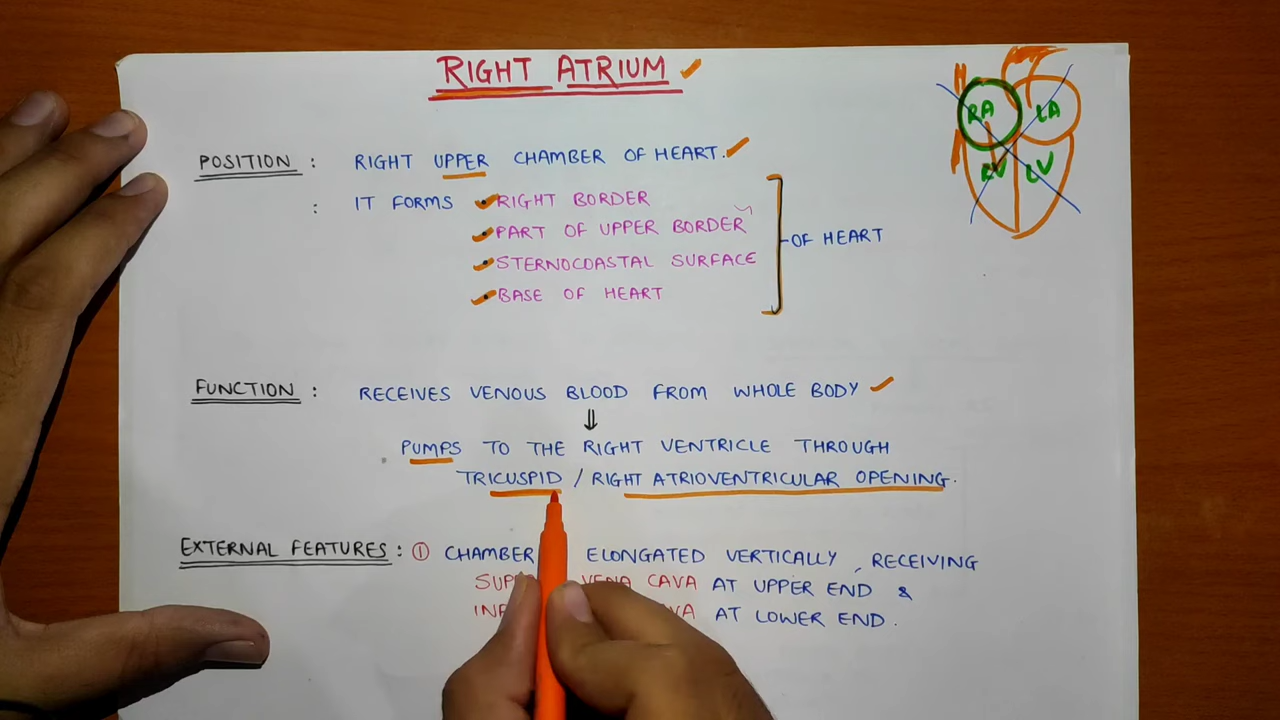 RIGHT ATRIUM
RA LA
RV LV
POSITION : RIGHT UPPER CHAMBER OF HEART.
: IT FORMS • RIGHT BORDER
• PART OF UPPER BORDER
• STERNOCOASTAL SURFACE
• BASE OF HEART
OF HEART
FUNCTION : RECEIVES VENOUS BLOOD FROM WHOLE BODY
⇓
PUMPS TO THE RIGHT VENTRICLE THROUGH
TRICUSPID / RIGHT ATRIOVENTRICULAR OPENING.
EXTERNAL FEATURES : ① CHAMBER ELONGATED VERTICALLY, RECEIVING
VENA CAVA AT UPPER END &
AT LOWER END.